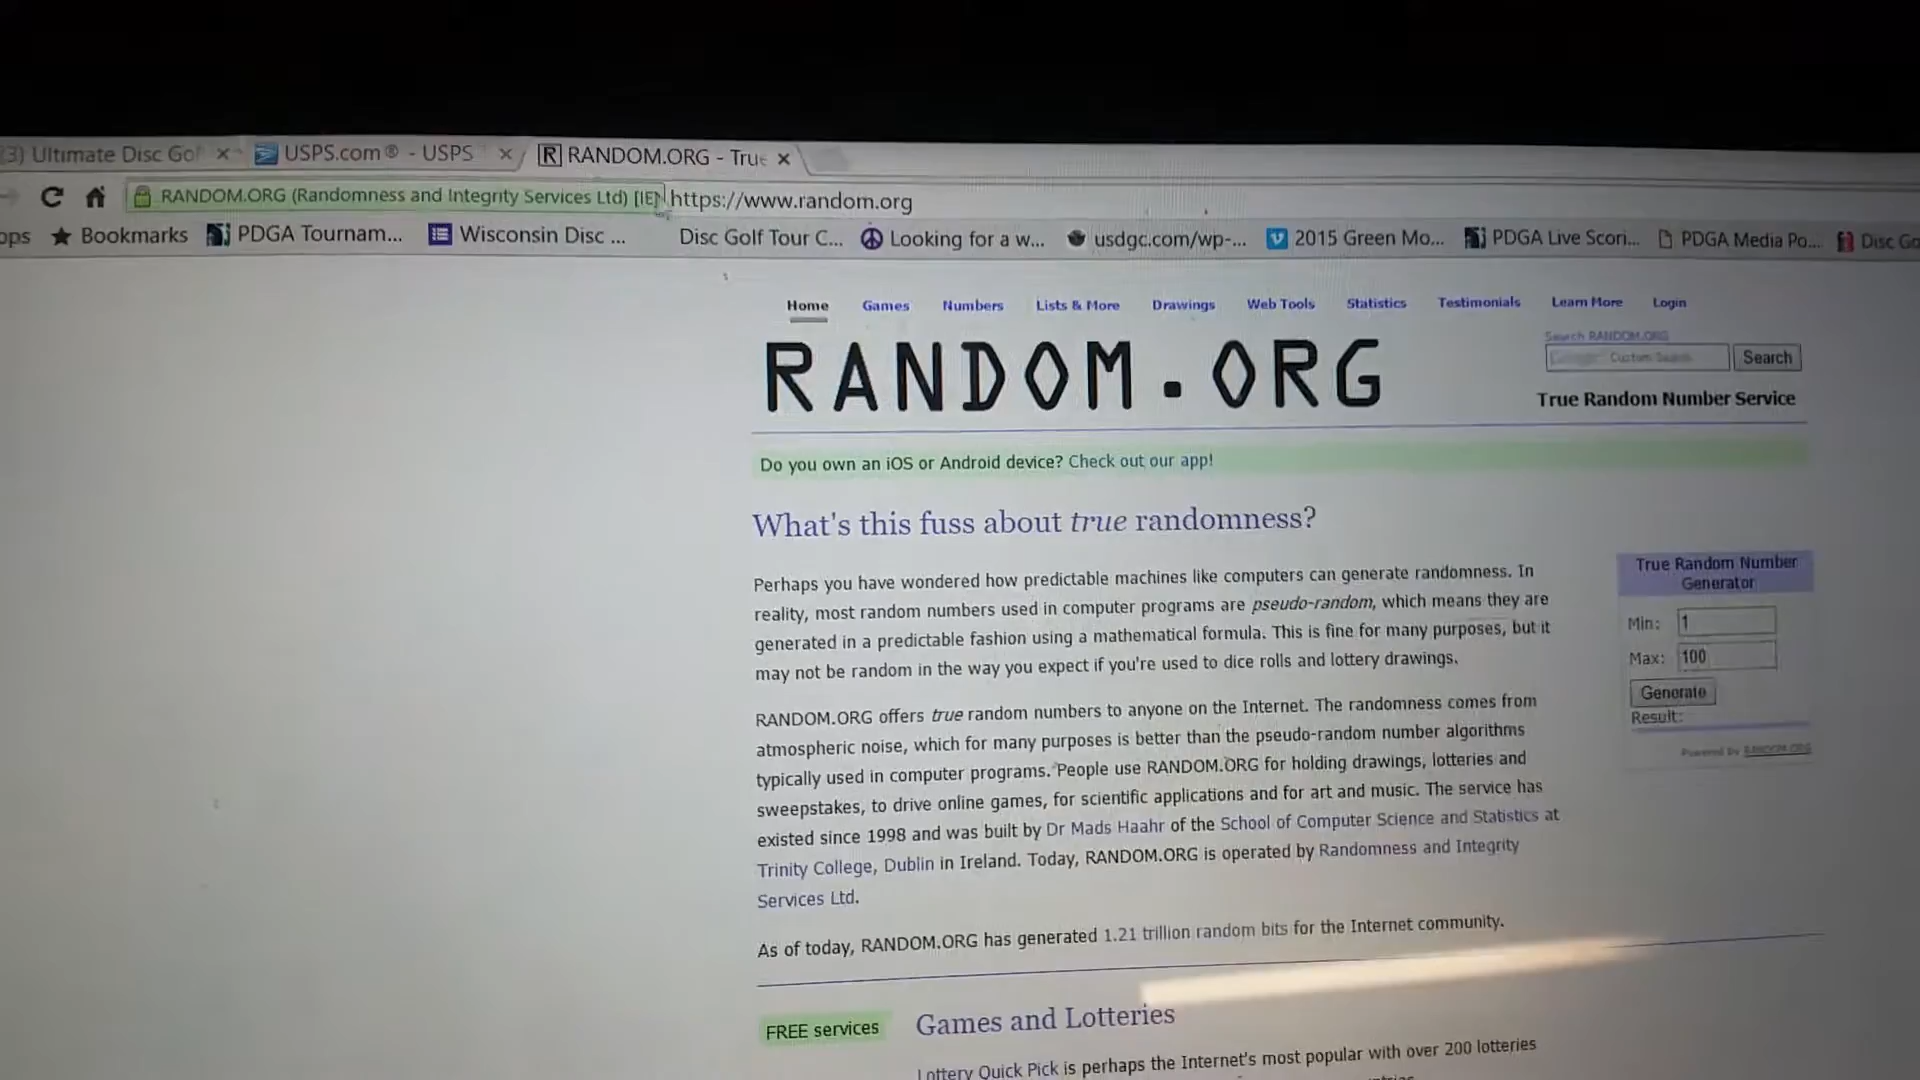 3) Ultimate Disc Gol
USPS.com® - USPS
RANDOM.ORG - True
RANDOM.ORG (Randomness and Integrity Services Ltd) [IE] https://www.random.org
ops Bookmarks PDGA Tournam... Wisconsin Disc ... Disc Golf Tour C... Looking for a w... usdgc.com/wp-... 2015 Green Mo... PDGA Live Scori... PDGA Media Po... Disc Go
Home Games Numbers Lists & More Drawings Web Tools Statistics Testimonials Learn More Login
RANDOM.ORG
Search RANDOM.ORG
Custom Search
Search
True Random Number Service
Do you own an iOS or Android device? Check out our app!
What's this fuss about true randomness?
Perhaps you have wondered how predictable machines like computers can generate randomness. In
reality, most random numbers used in computer programs are pseudo-random, which means they are
generated in a predictable fashion using a mathematical formula. This is fine for many purposes, but it
may not be random in the way you expect if you're used to dice rolls and lottery drawings.
RANDOM.ORG offers true random numbers to anyone on the Internet. The randomness comes from
atmospheric noise, which for many purposes is better than the pseudo-random number algorithms
typically used in computer programs. People use RANDOM.ORG for holding drawings, lotteries and
sweepstakes, to drive online games, for scientific applications and for art and music. The service has
existed since 1998 and was built by Dr Mads Haahr of the School of Computer Science and Statistics at
Trinity College, Dublin in Ireland. Today, RANDOM.ORG is operated by Randomness and Integrity
Services Ltd.
As of today, RANDOM.ORG has generated 1.21 trillion random bits for the Internet community.
True Random Number
Generator
Min: 1
Max: 100
Generate
Result:
Powered by RANDOM.ORG
FREE services
Games and Lotteries
Lottery Quick Pick is perhaps the Internet's most popular with over 200 lotteries